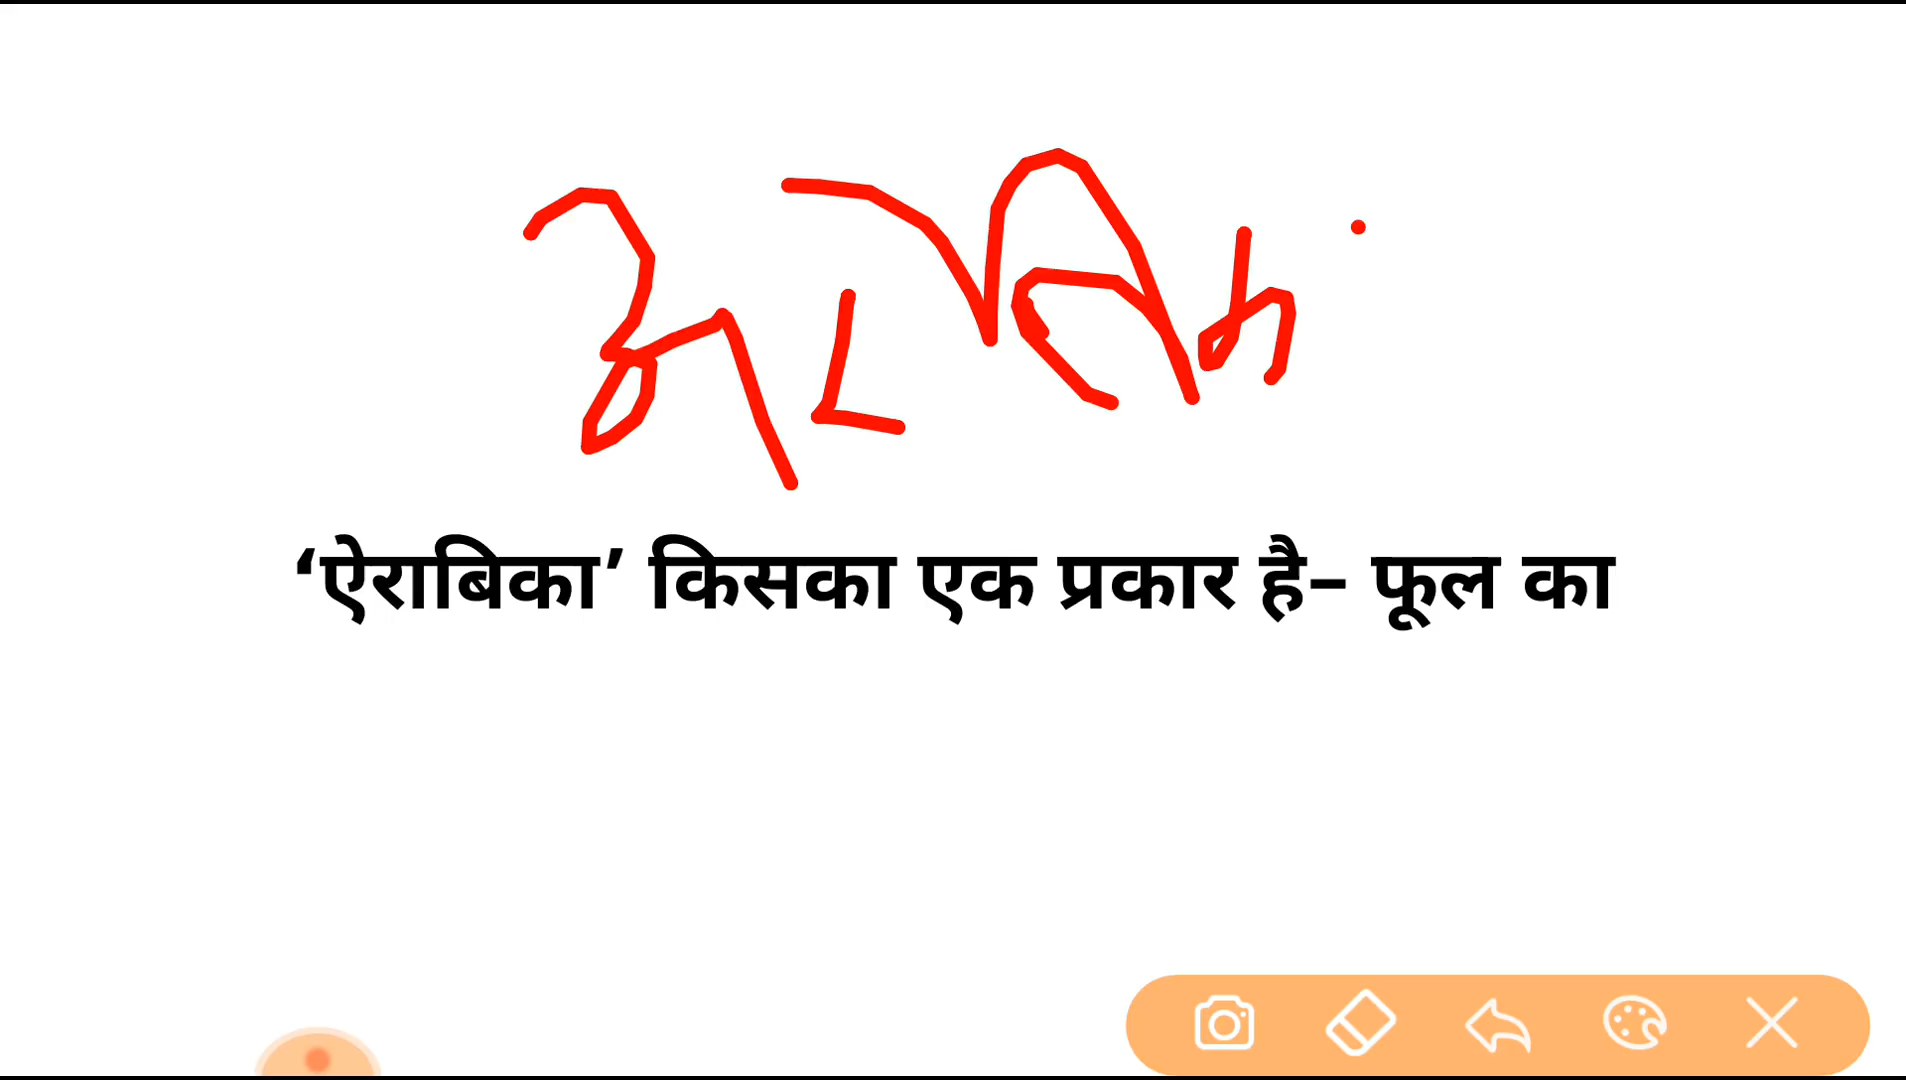 ‘ऐराबिका’ किसका एक प्रकार है– फूल का